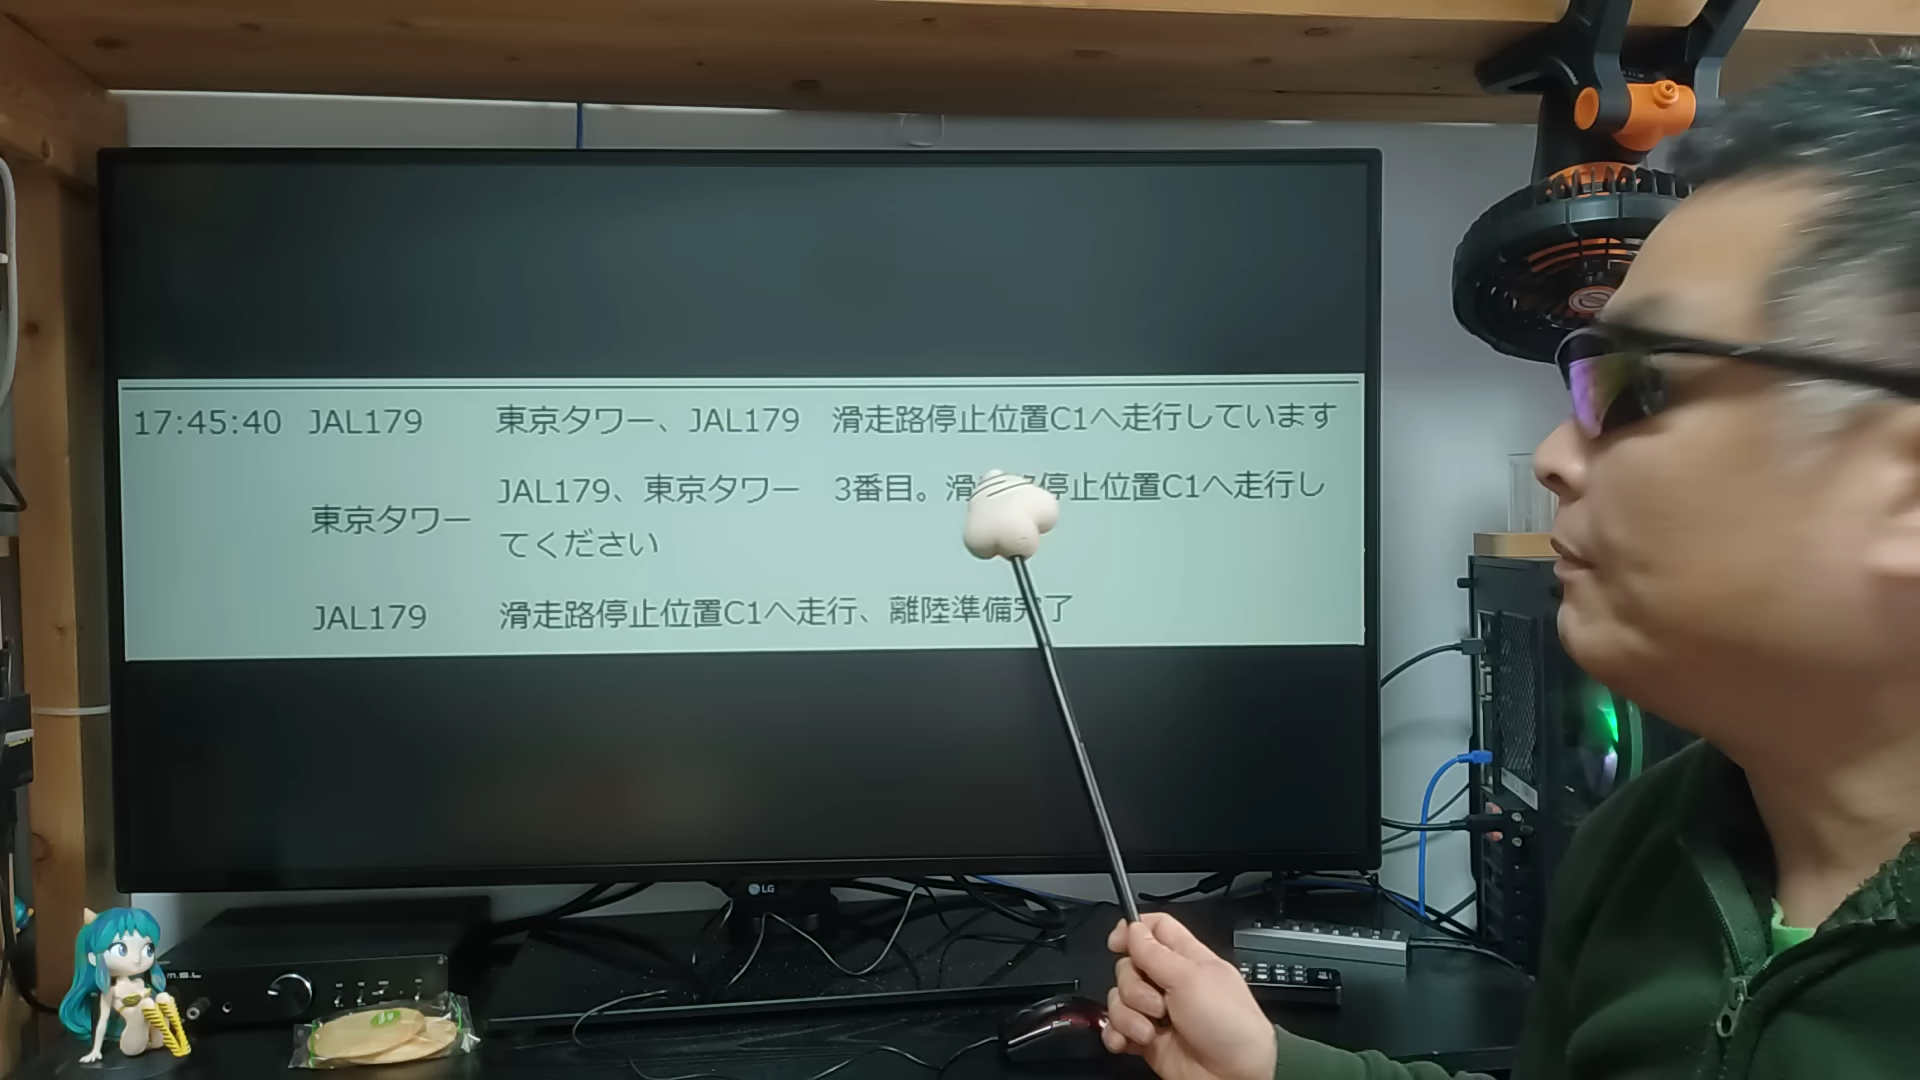 17:45:40 JAL179 東京タワー、JAL179 滑走路停止位置C1へ走行しています
東京タワー JAL179、東京タワー 3番目。滑 停止位置C1へ走行し
てください
JAL179 滑走路停止位置C1へ走行、離陸準備完了
LG
M.S.L